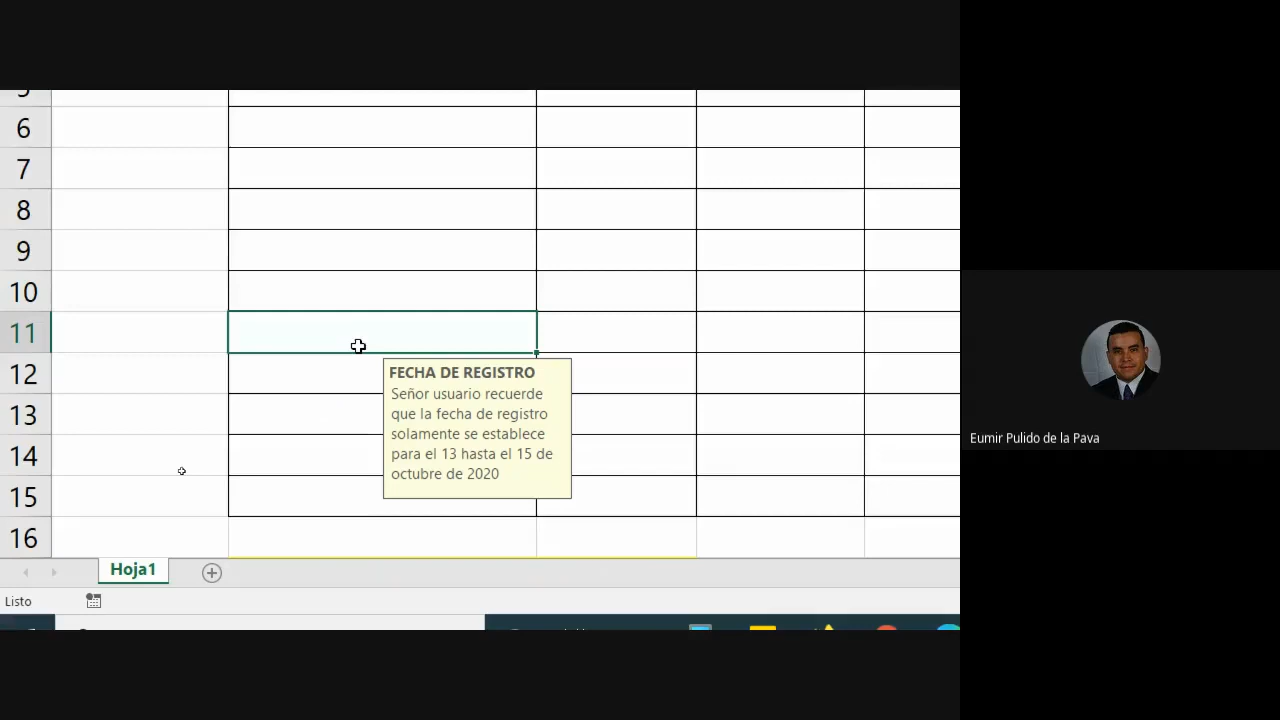 6
7
8
9
10
11
12
13
14
15
16
FECHA DE REGISTRO
Señor usuario recuerde
que la fecha de registro
solamente se establece
para el 13 hasta el 15 de
octubre de 2020
Eumir Pulido de la Pava
Hoja1
Listo